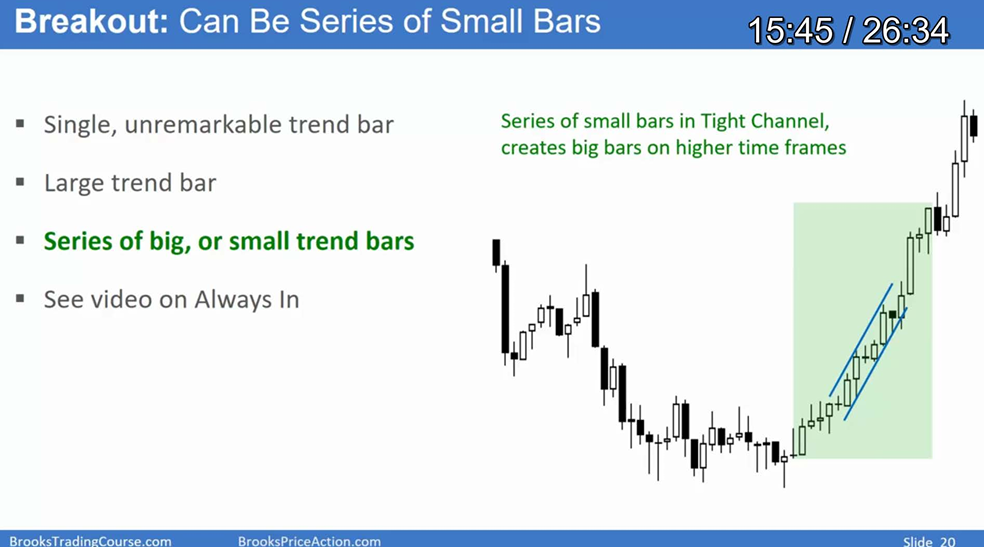 Breakout: Can Be Series of Small Bars
15:45 / 26:34
Single, unremarkable trend bar
Large trend bar
Series of big, or small trend bars
See video on Always In
Series of small bars in Tight Channel,
creates big bars on higher time frames
BrooksTradingCourse.com
BrooksPriceAction.com
Slide 20